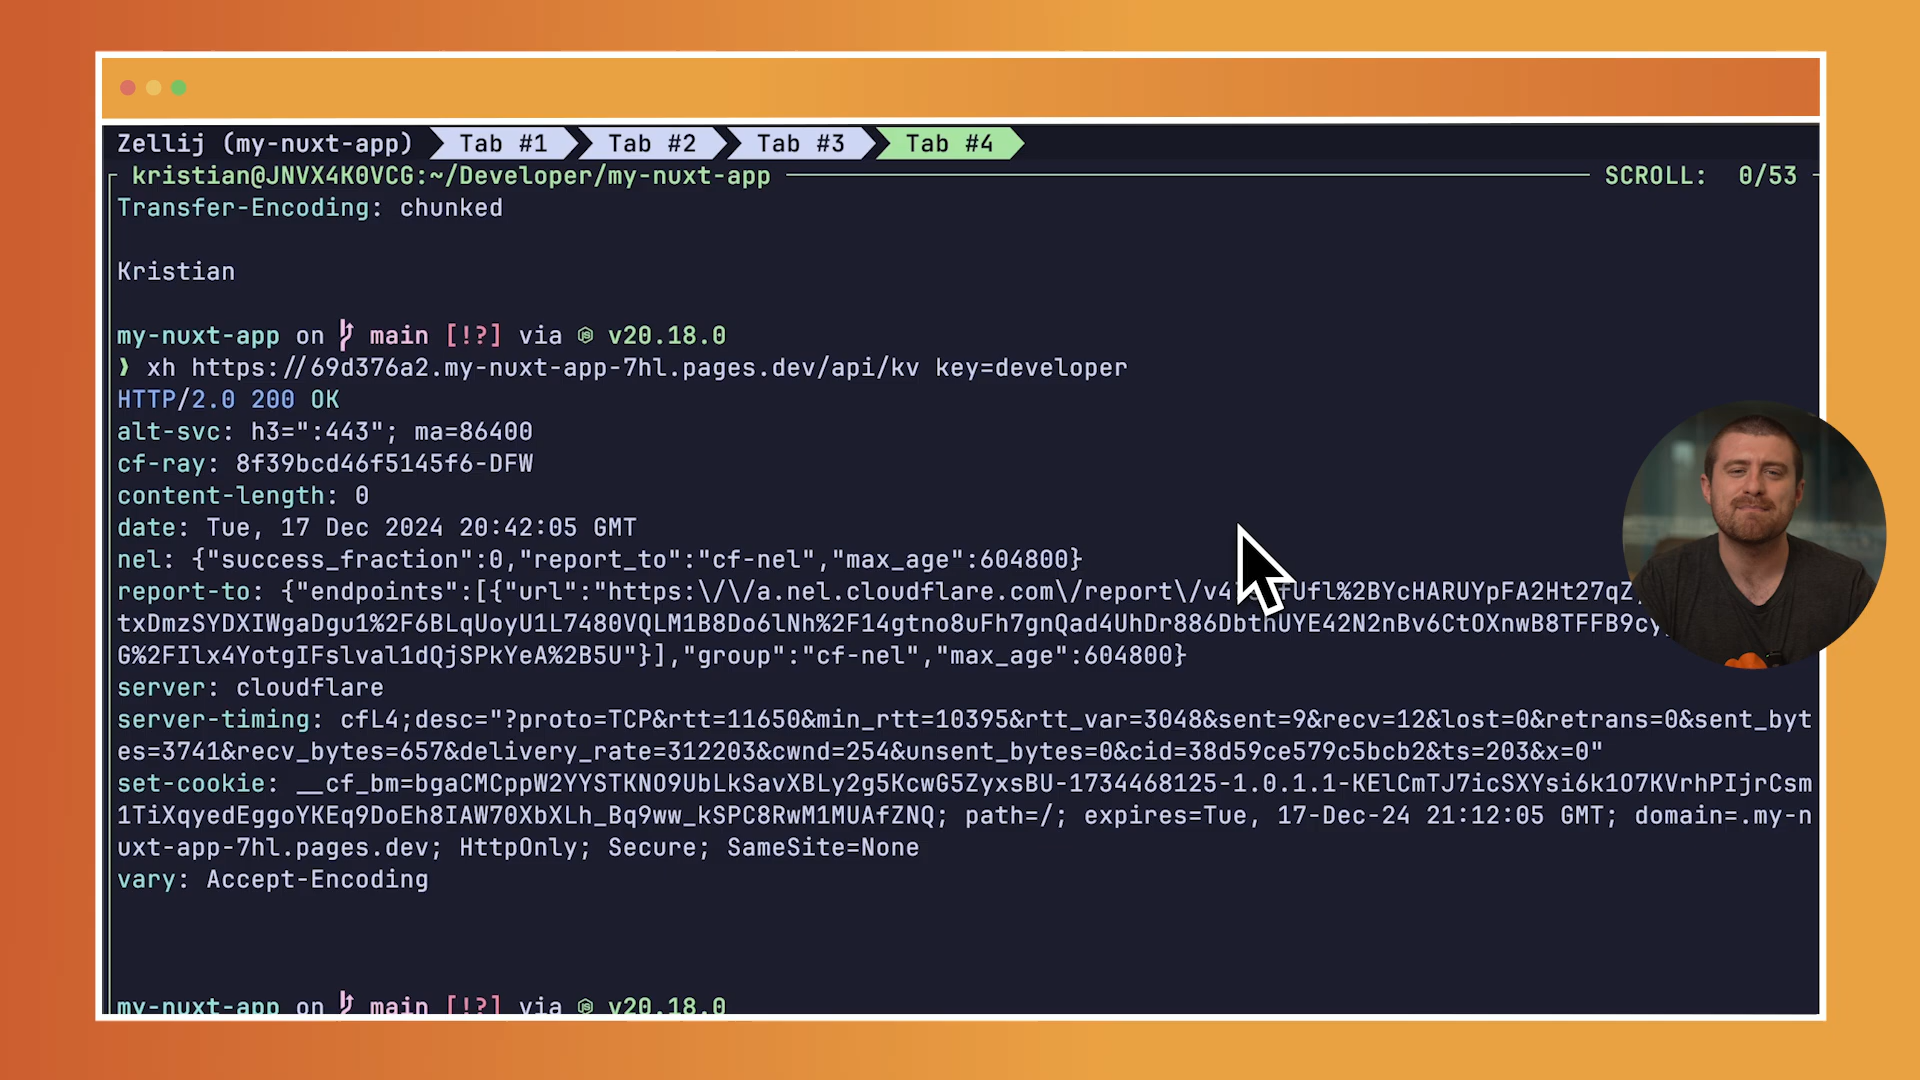 Zellij (my-nuxt-app) Tab #1 Tab #2 Tab #3 Tab #4
kristian@JNVX4K0VCG:~/Developer/my-nuxt-app SCROLL: 0/53
Transfer-Encoding: chunked
Kristian
my-nuxt-app on main [!?] via v20.18.0
❯ xh https://69d376a2.my-nuxt-app-7hl.pages.dev/api/kv key=developer
HTTP/2.0 200 OK
alt-svc: h3=":443"; ma=86400
cf-ray: 8f39bcd46f5145f6-DFW
content-length: 0
date: Tue, 17 Dec 2024 20:42:05 GMT
nel: {"success_fraction":0,"report_to":"cf-nel","max_age":604800}
report-to: {"endpoints":[{"url":"https:\/\/a.nel.cloudflare.com\/report\/v4
txDmzSYDXIWgaDgu1%2F6BLqUoyU1L7480VQLM1B8Do6lNh%2F14gtno8uFh7gnQad4UhDr886DbthUYE42N2nBv6CtOXnwB8TFFB9cy
G%2FIlx4YotgIFslval1dQjSPkYeA%2B5U"}],"group":"cf-nel","max_age":604800}
server: cloudflare
server-timing: cfL4;desc="?proto=TCP&rtt=11650&min_rtt=10395&rtt_var=3048&sent=9&recv=12&lost=0&retrans=0&sent_byt
es=3741&recv_bytes=657&delivery_rate=312203&cwnd=254&unsent_bytes=0&cid=38d59ce579c5bcb2&ts=203&x=0"
set-cookie: __cf_bm=bgaCMCppW2YYSTKNO9UbLkSavXBLy2g5KcwG5ZyxsBU-1734468125-1.0.1.1-KElCmTJ7icSXYsi6k1O7KVrhPIjrCsm
1TiXqyedEggoYKEq9DoEh8IAW70XbXLh_Bq9ww_kSPC8RwM1MUAfZNQ; path=/; expires=Tue, 17-Dec-24 21:12:05 GMT; domain=.my-n
uxt-app-7hl.pages.dev; HttpOnly; Secure; SameSite=None
vary: Accept-Encoding
my-nuxt-app on main [!?] via v20.18.0